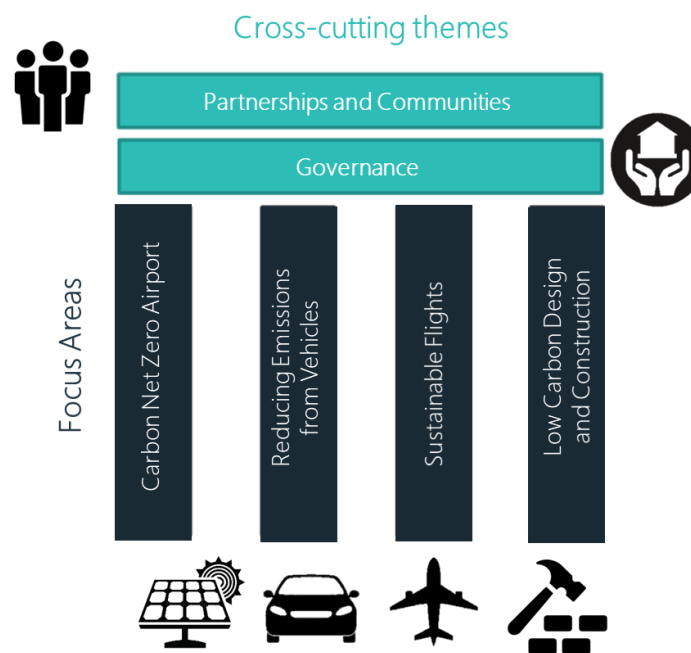 Cross-cutting themes
Partnerships and Communities
Governance
Focus Areas
Carbon Net Zero Airport
Reducing Emissions
from Vehicles
Sustainable Flights
Low Carbon Design
and Construction